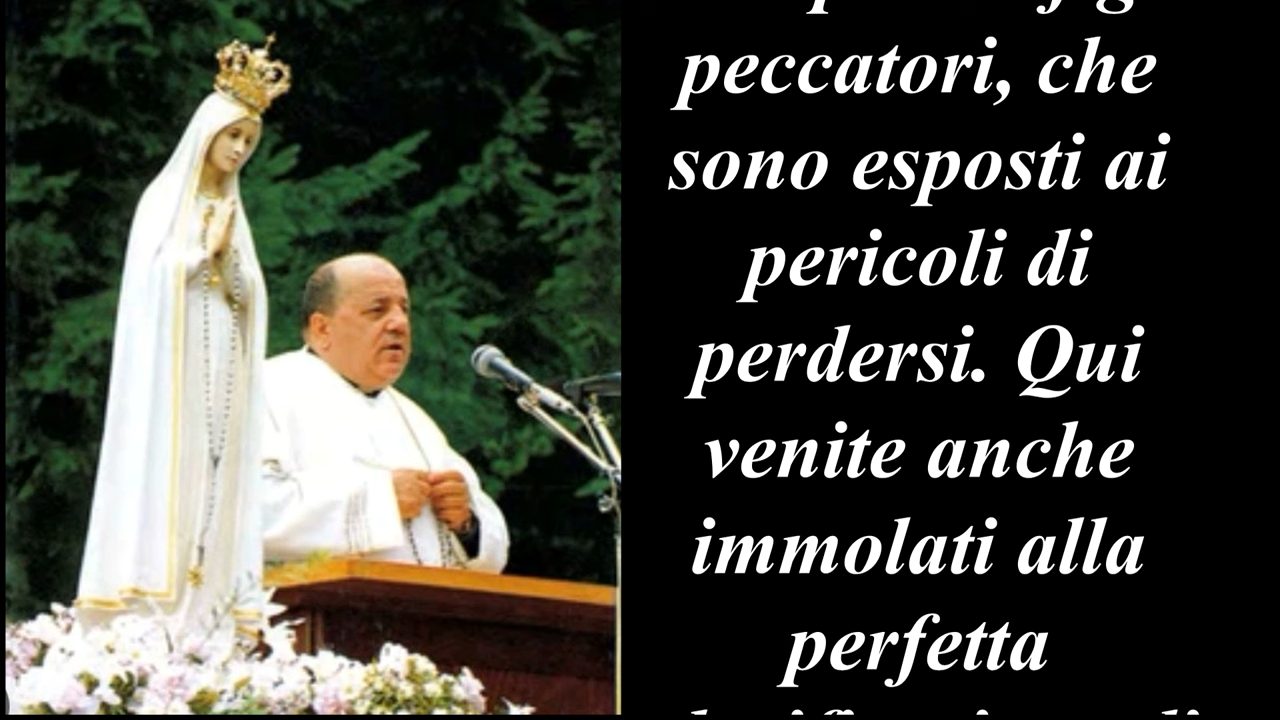 peccatori, che
sono esposti ai
pericoli di
perdersi. Qui
venite anche
immolati alla
perfetta